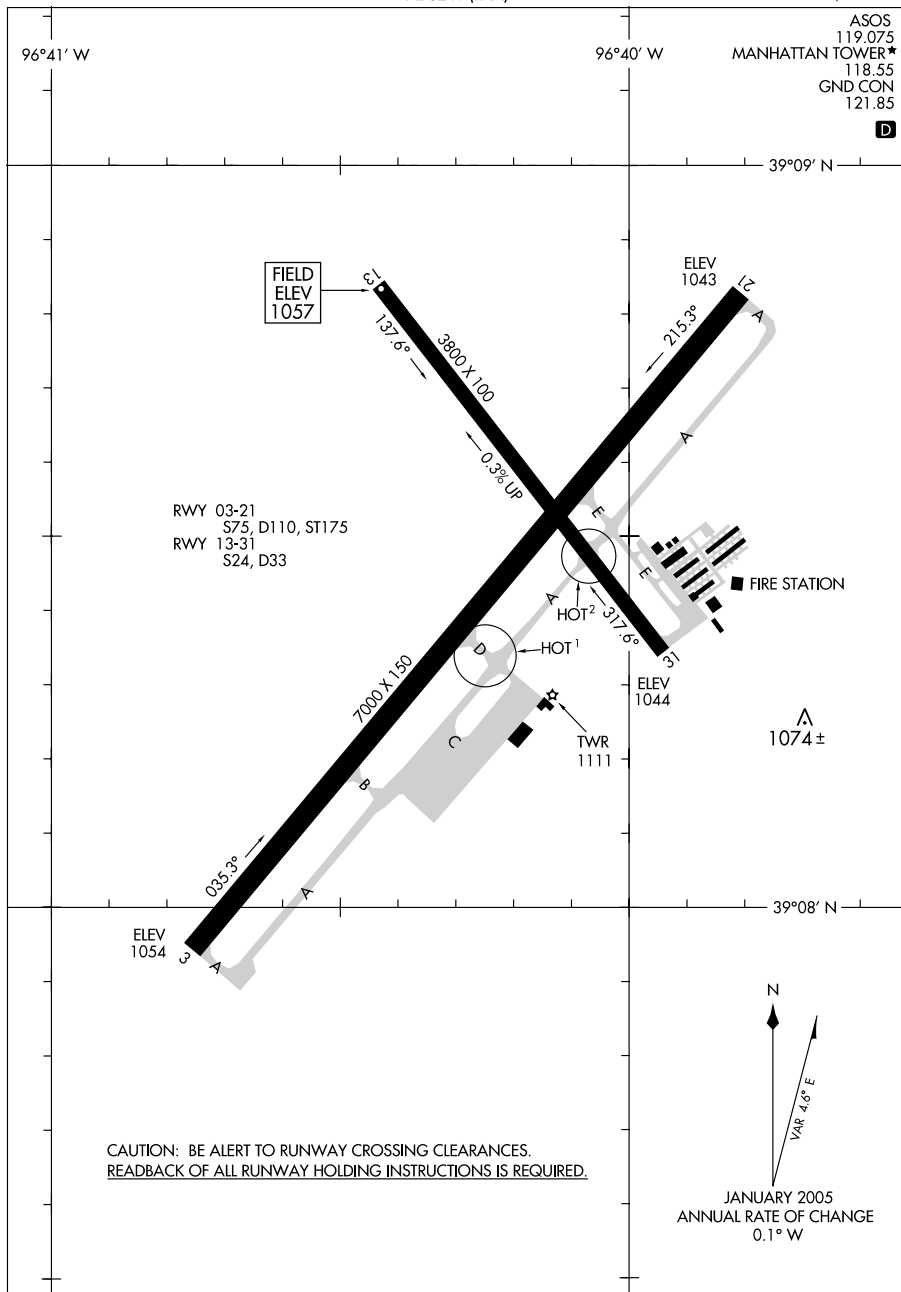 ASOS
119.075
96°41' W
96°40' W
MANHATTAN TOWER★
118.55
GND CON
121.85
D
39°09' N
FIELD
ELEV
1057
13
137.6°
3800 X 100
0.3% UP
ELEV
1043
21
215.3°
A
A
RWY 03-21
S75, D110, ST175
RWY 13-31
S24, D33
E
E
FIRE STATION
A
HOT 2
317.6°
31
ELEV
1044
D
HOT 1
7000 X 150
C
TWR
1111
1074 ±
B
035.3°
A
39°08' N
ELEV
1054
3
A
N
VAR 4.6° E
CAUTION: BE ALERT TO RUNWAY CROSSING CLEARANCES.
READBACK OF ALL RUNWAY HOLDING INSTRUCTIONS IS REQUIRED.
JANUARY 2005
ANNUAL RATE OF CHANGE
0.1° W